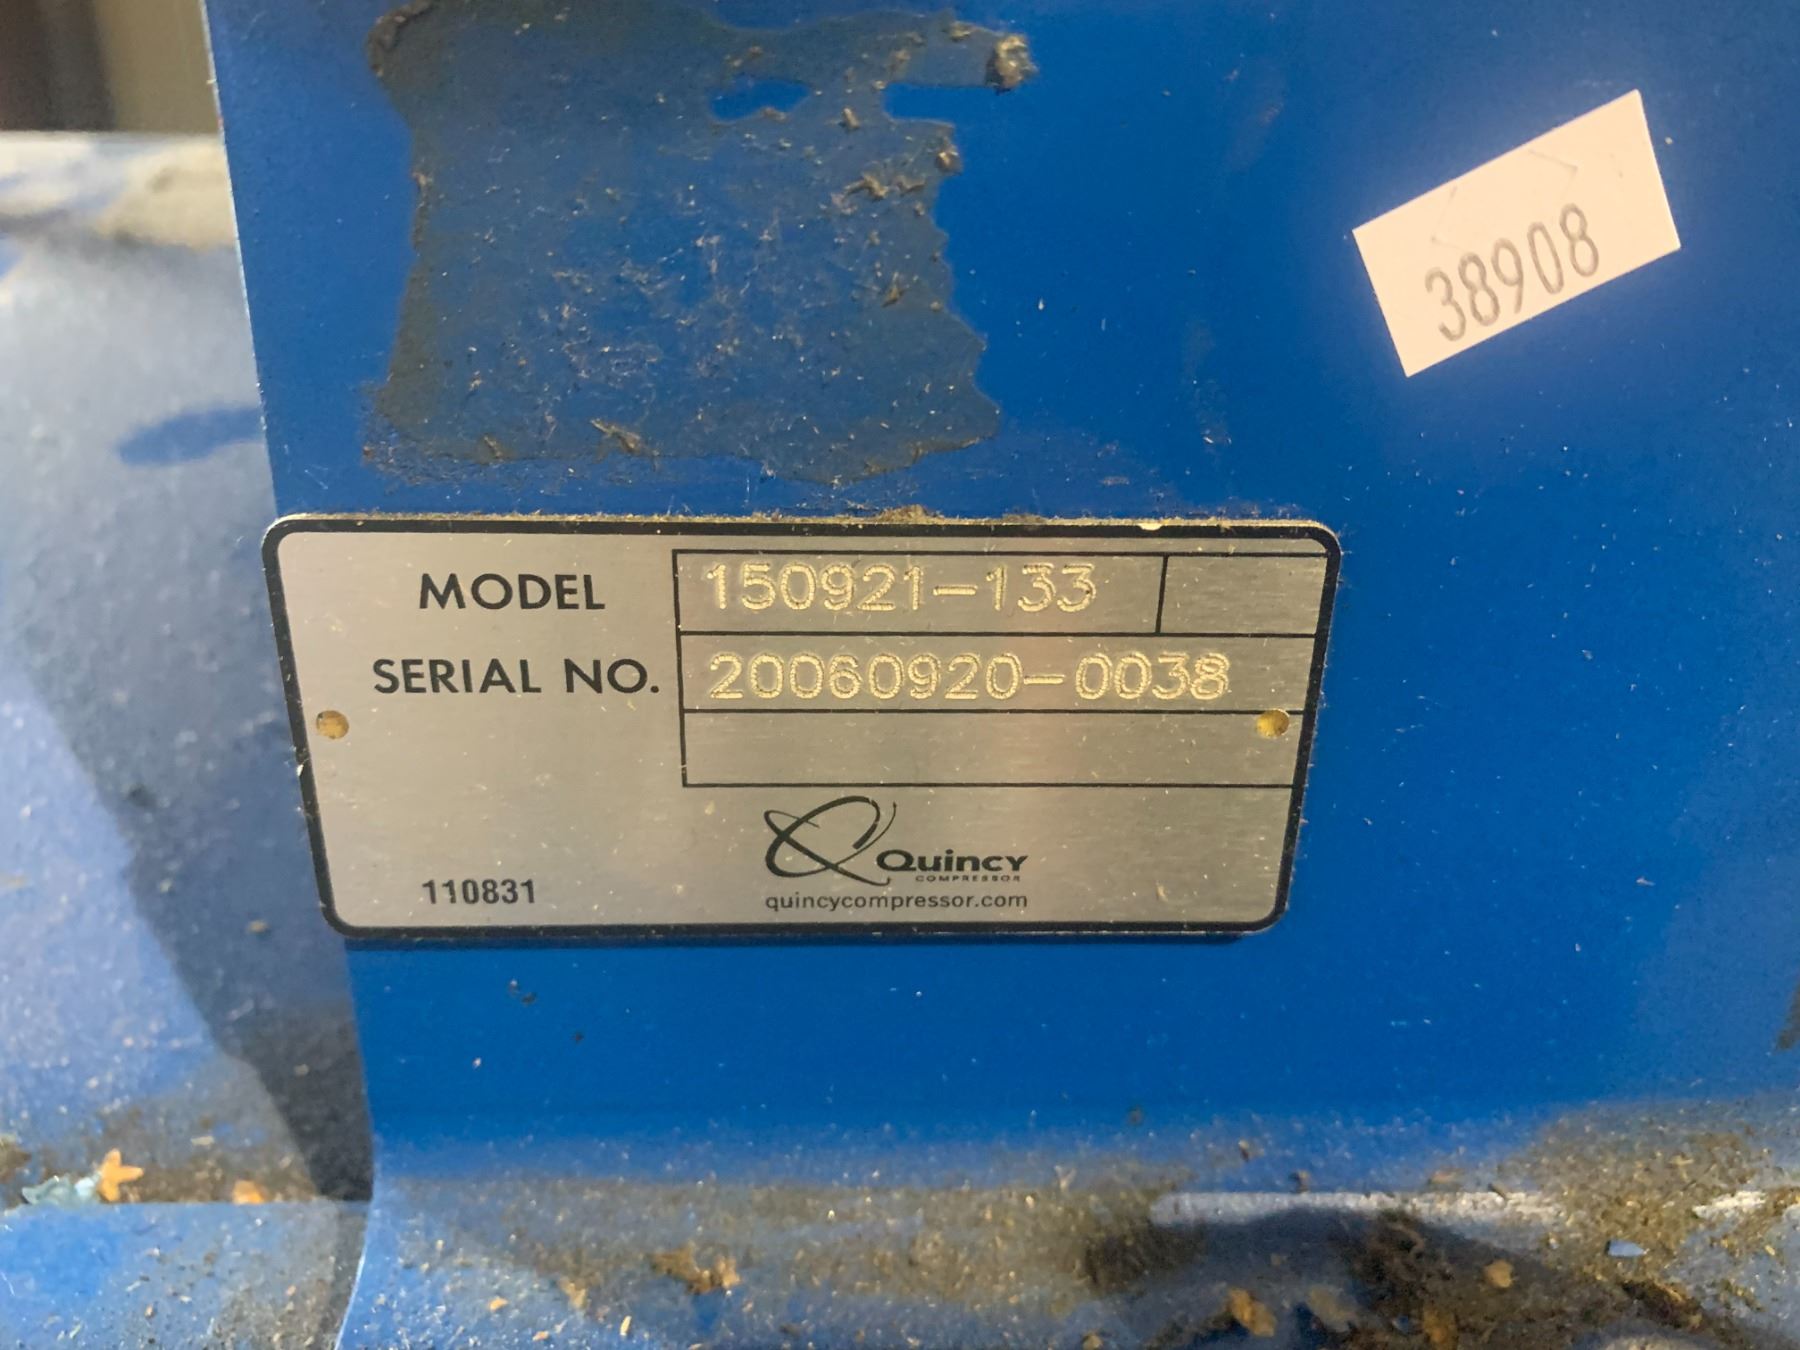 38908
MODEL 150921-133
SERIAL NO. 20060920-0038
Quincy
COMPRESSOR
110831 quincycompressor.com